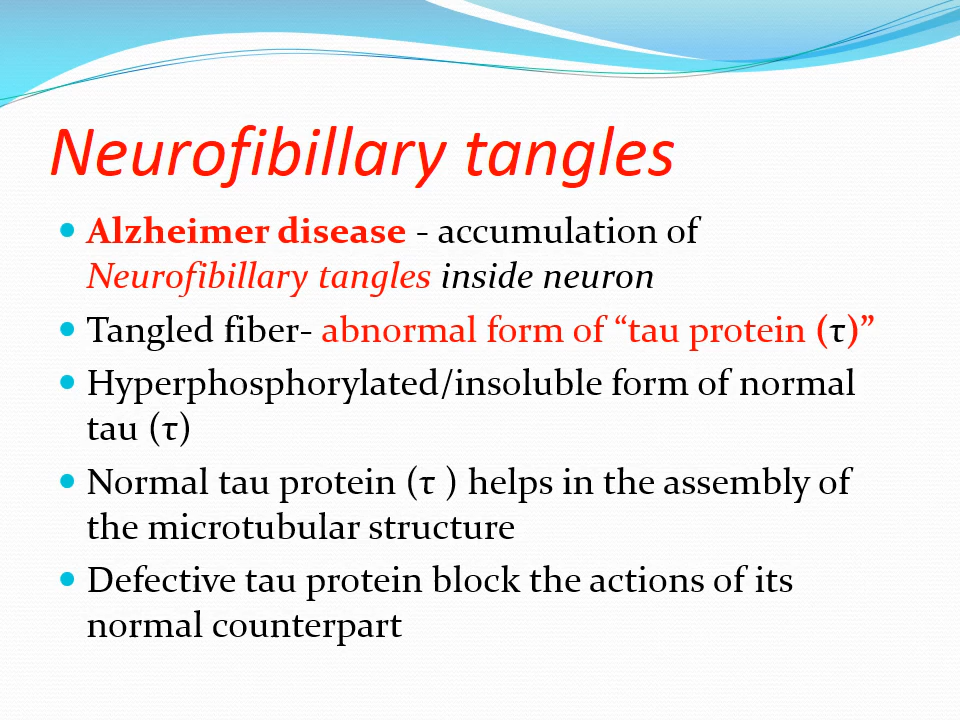 Neurofibillary tangles
Alzheimer disease - accumulation of
Neurofibillary tangles inside neuron
Tangled fiber- abnormal form of “tau protein (τ)”
Hyperphosphorylated/insoluble form of normal
tau (τ)
Normal tau protein (τ ) helps in the assembly of
the microtubular structure
Defective tau protein block the actions of its
normal counterpart